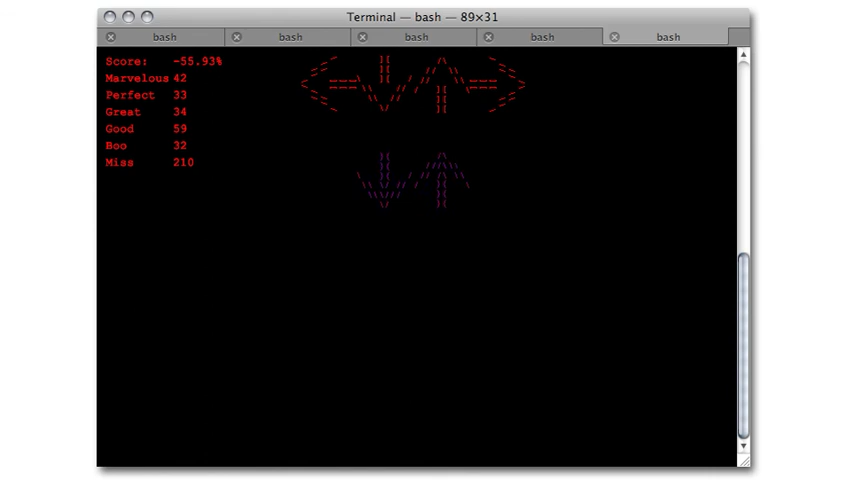 Terminal — bash — 89×31
bash bash bash bash bash
Score: -55.93%
Marvelous 42
Perfect 33
Great 34
Good 59
Boo 32
Miss 210